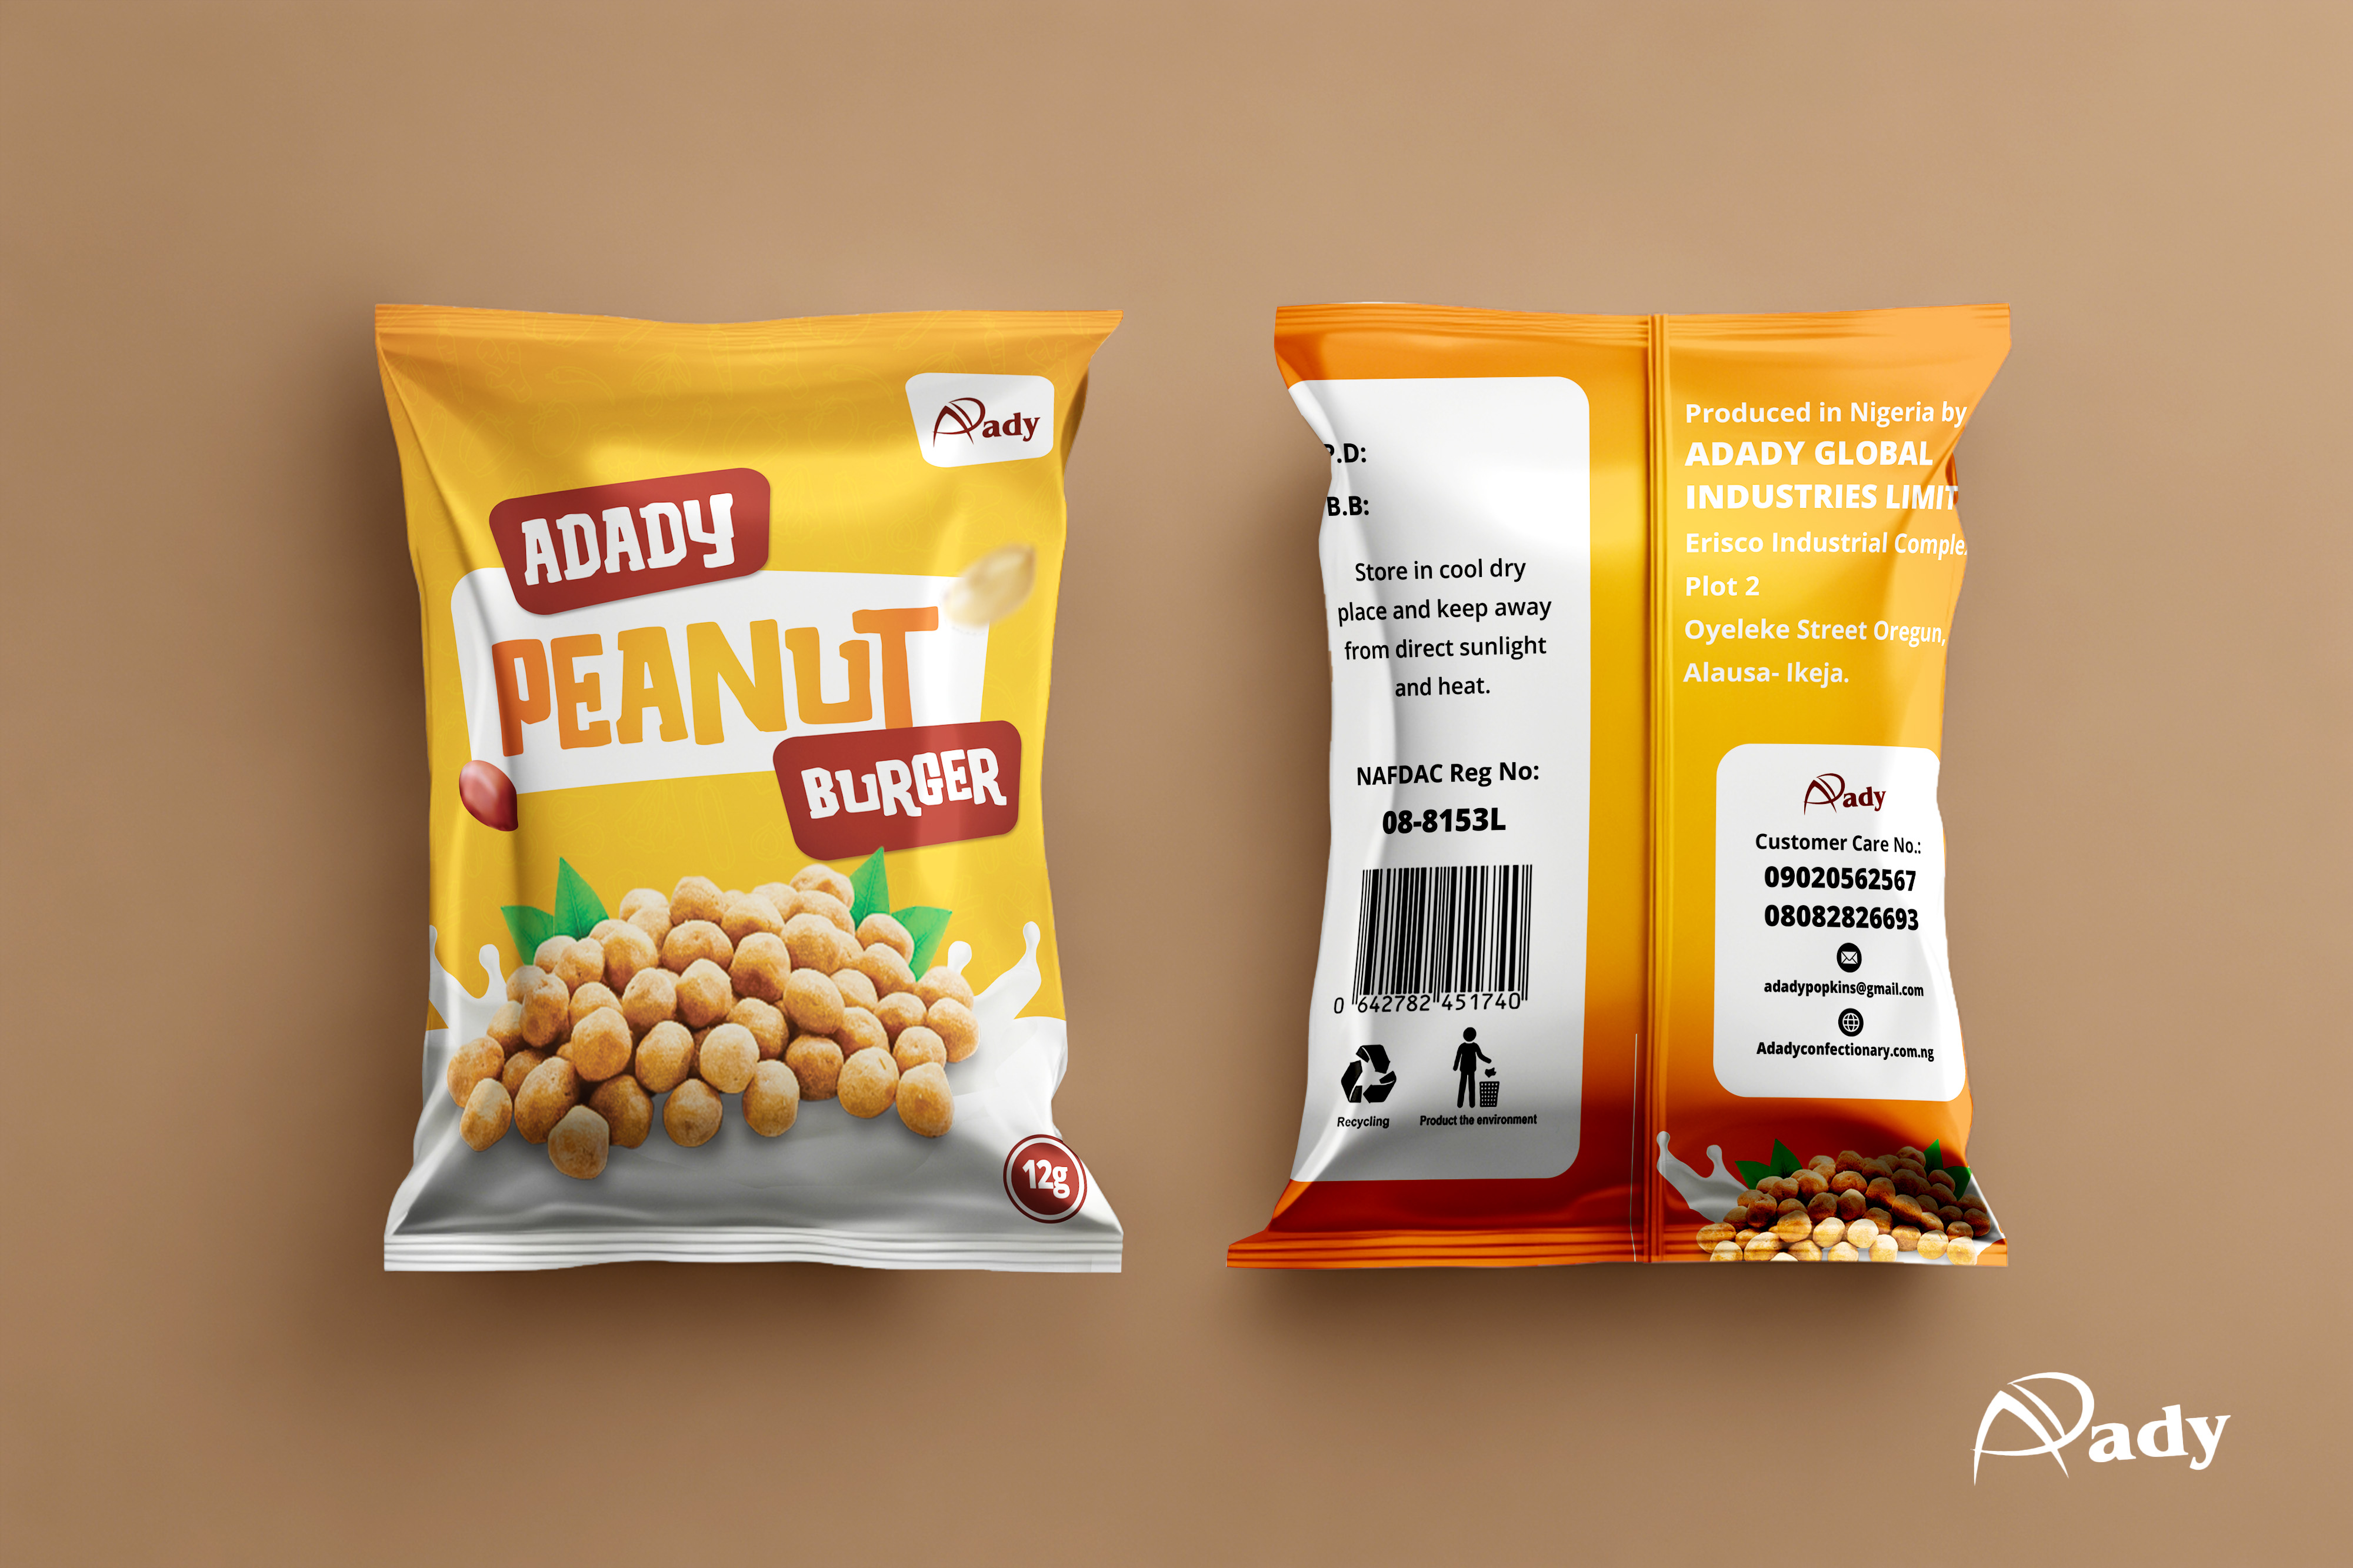 Aady
ADADY
PEANUT
BURGER
12g
P.D:
B.B:
Store in cool dry
place and keep away
from direct sunlight
and heat.
NAFDAC Reg No:
08-8153L
0 642782 451740
Recycling
Product the environment
Produced in Nigeria by
ADADY GLOBAL
INDUSTRIES LIMIT
Erisco Industrial Comple
Plot 2
Oyeleke Street Oregun,
Alausa- Ikeja.
Aady
Customer Care No.:
09020562567
08082826693
adadypopkins@gmail.com
Adadyconfectionary.com.ng
Aady